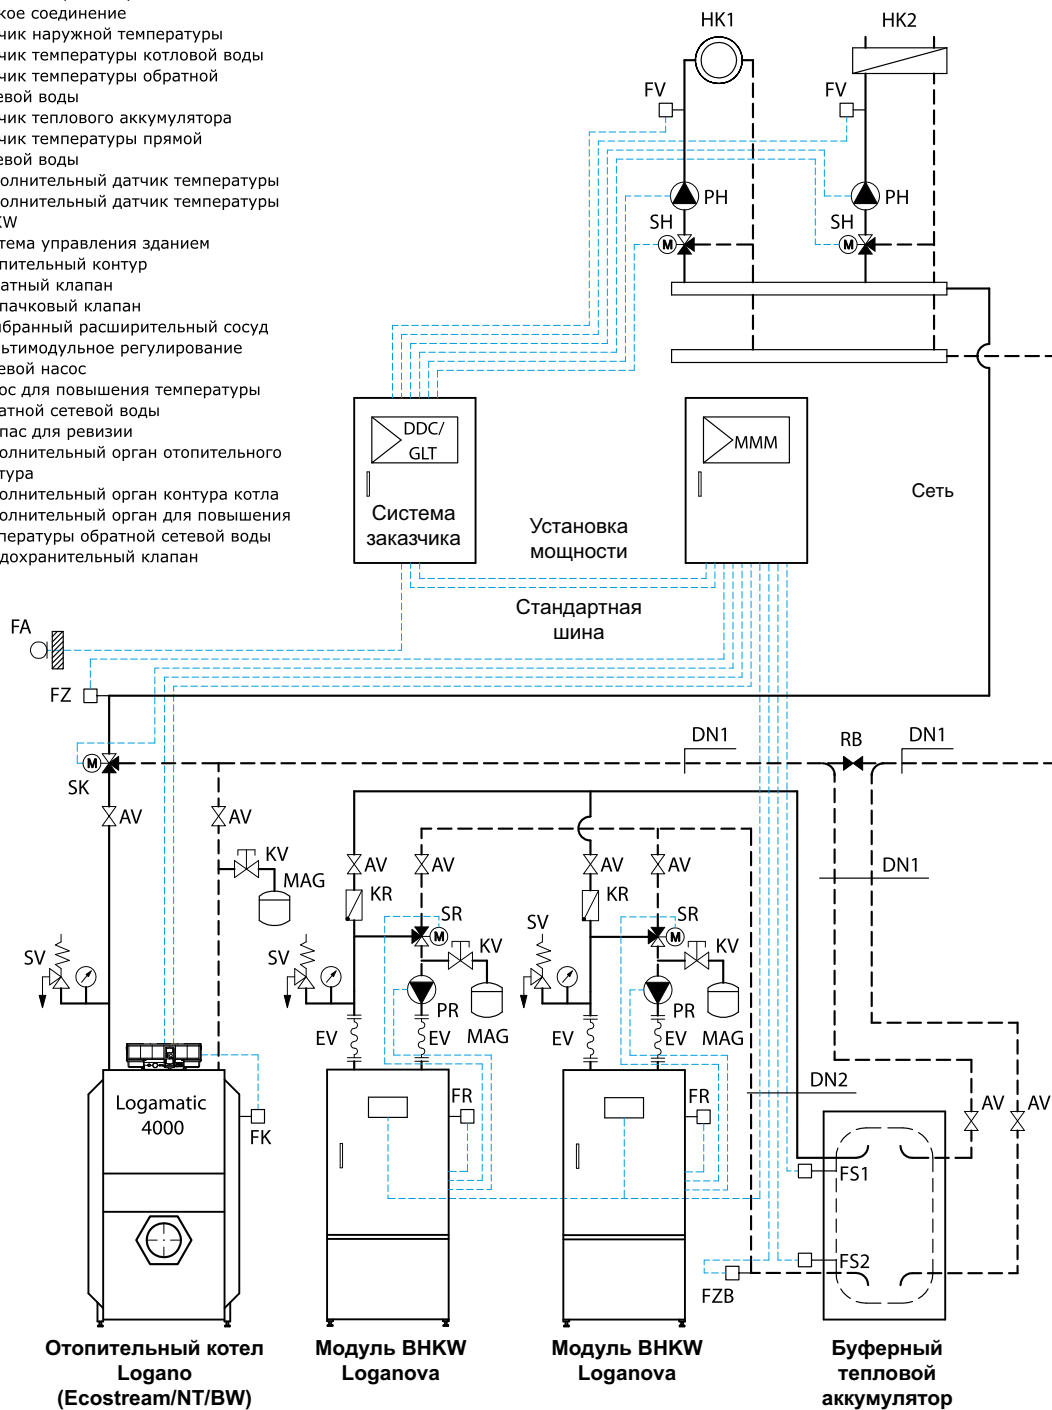 кое соединение
чик наружной температуры
чик температуры котловой воды
чик температуры обратной
евой воды
чик теплового аккумулятора
чик температуры прямой
евой воды
олнительный датчик температуры
олнительный датчик температуры
KW
тема управления зданием
пительный контур
атный клапан
пачковый клапан
бранный расширительный сосуд
ьтимодульное регулирование
евой насос
ос для повышения температуры
атной сетевой воды
пас для ревизии
олнительный орган отопительного
тура
олнительный орган контура котла
олнительный орган для повышения
пературы обратной сетевой воды
дохранительный клапан
HK1
HK2
FV
FV
PH
PH
SH
SH
M
M
DDC/
GLT
MMM
Система
заказчика
Установка
мощности
Сеть
Стандартная
шина
FA
FZ
DN1
RB
DN1
M
SK
AV
AV
AV
AV
AV
AV
KV
MAG
DN1
KR
KR
SR
SR
M
M
SV
SV
SV
KV
KV
PR
PR
EV
EV
MAG
EV
EV
MAG
Logamatic
4000
FK
FR
FR
DN2
AV
AV
FS1
FS2
FZB
Отопительный котел
Logano
(Ecostream/NT/BW)
Модуль BHKW
Loganova
Модуль BHKW
Loganova
Буферный
тепловой
аккумулятор